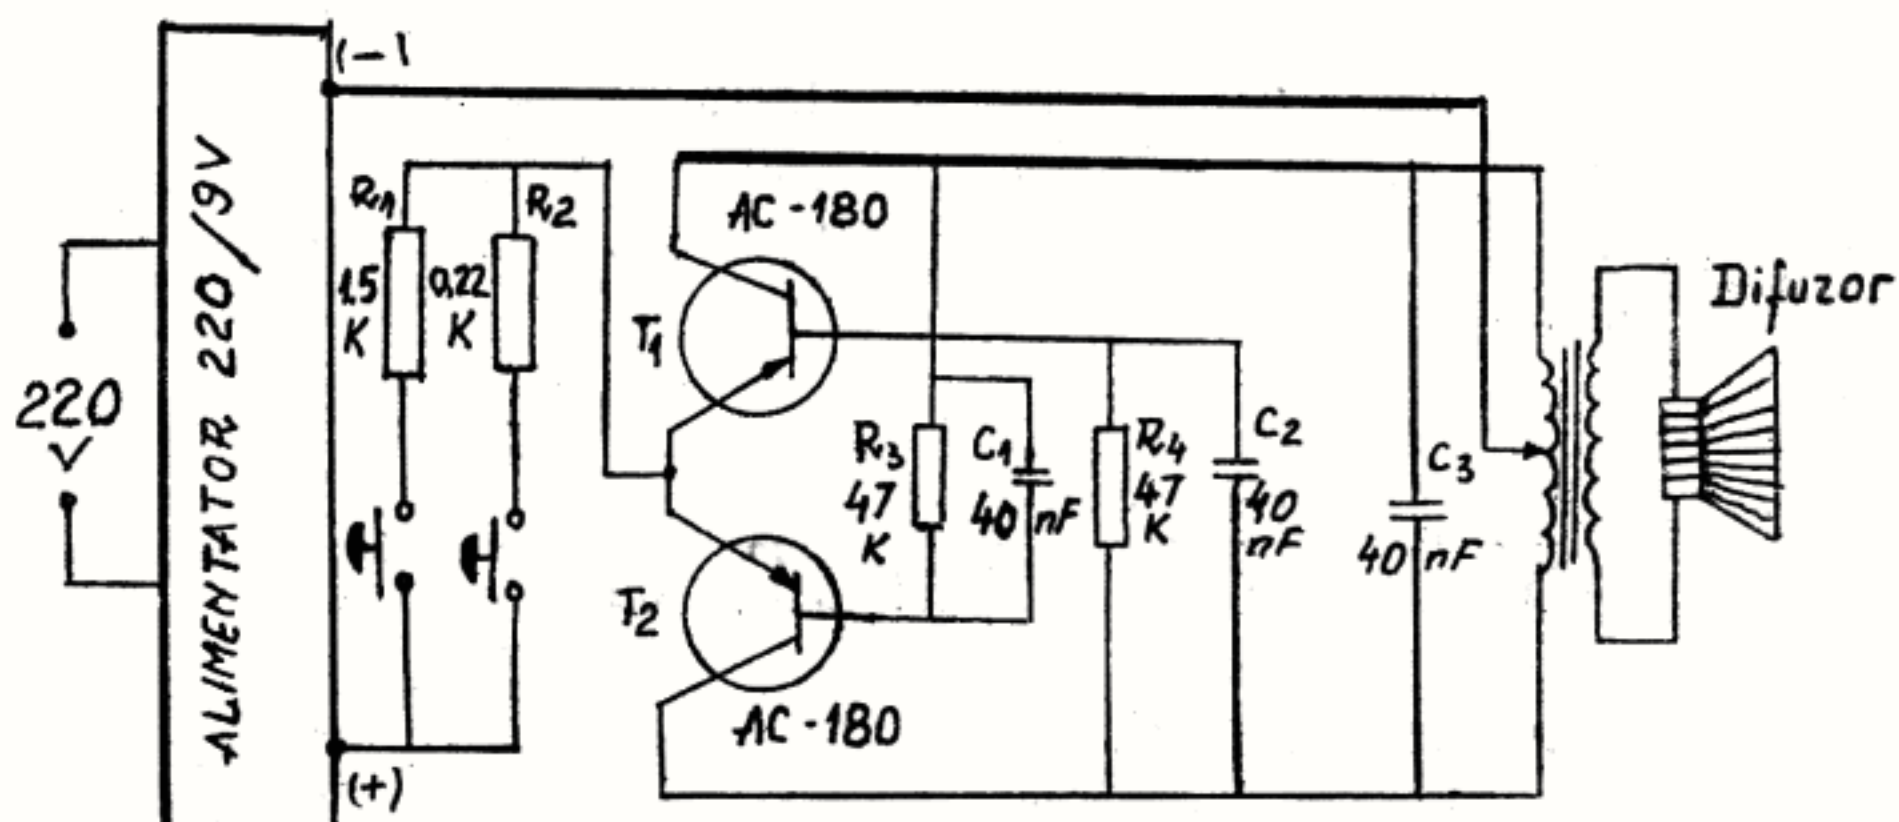 (-)
ALIMENTATOR 220/9V
220
V
(+)
R1
1,5
K
R2
0,22
K
AC-180
T1
T2
AC-180
R3
47
K
C1
40 nF
R4
47
K
C2
40
nF
C3
40 nF
Difuzor